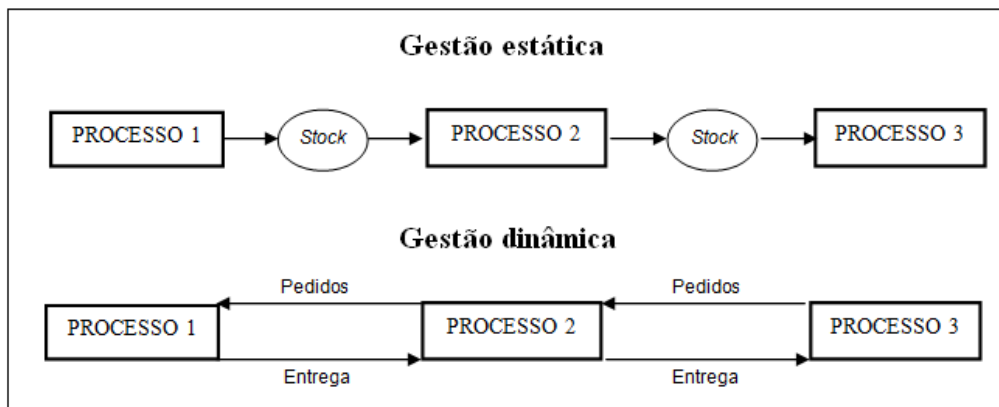 Gestão estática
PROCESSO 1 Stock PROCESSO 2 Stock PROCESSO 3
Gestão dinâmica
Pedidos Pedidos
PROCESSO 1 PROCESSO 2 PROCESSO 3
Entrega Entrega